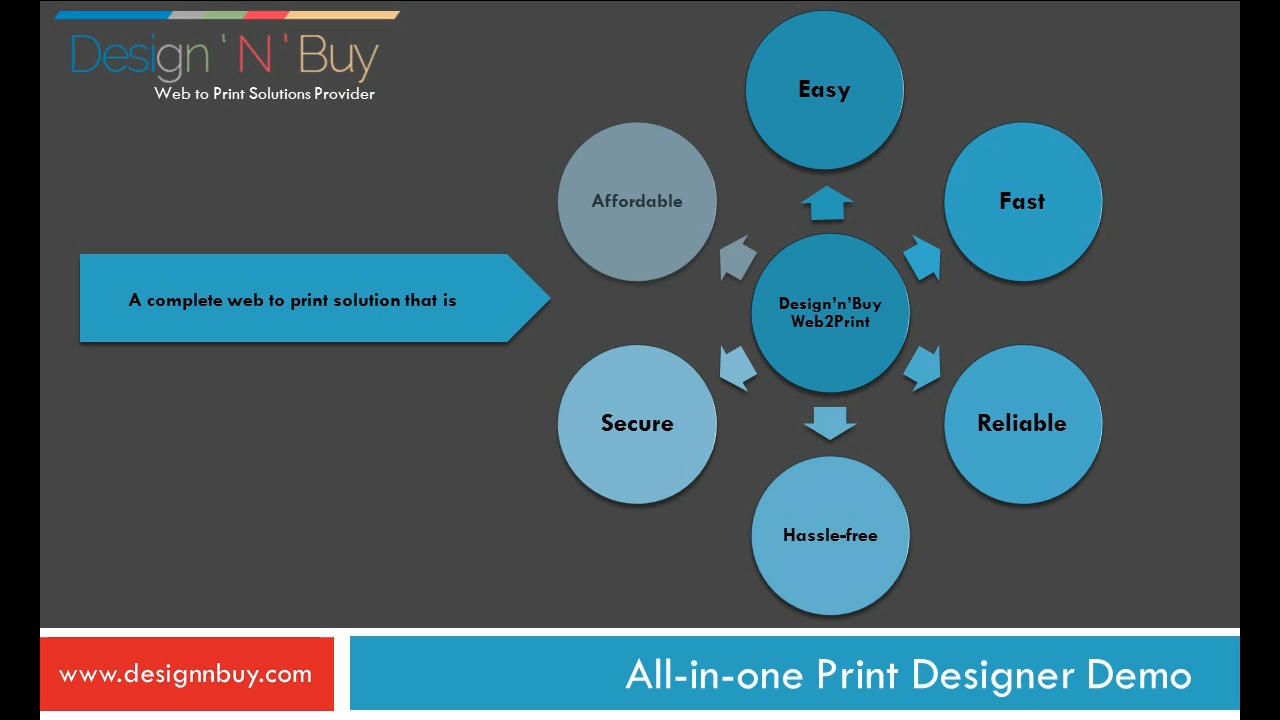 Design 'N' Buy
Web to Print Solutions Provider
Easy
Affordable
Fast
A complete web to print solution that is
Design’n’Buy
Web2Print
Secure
Reliable
Hassle-free
www.designnbuy.com
All-in-one Print Designer Demo